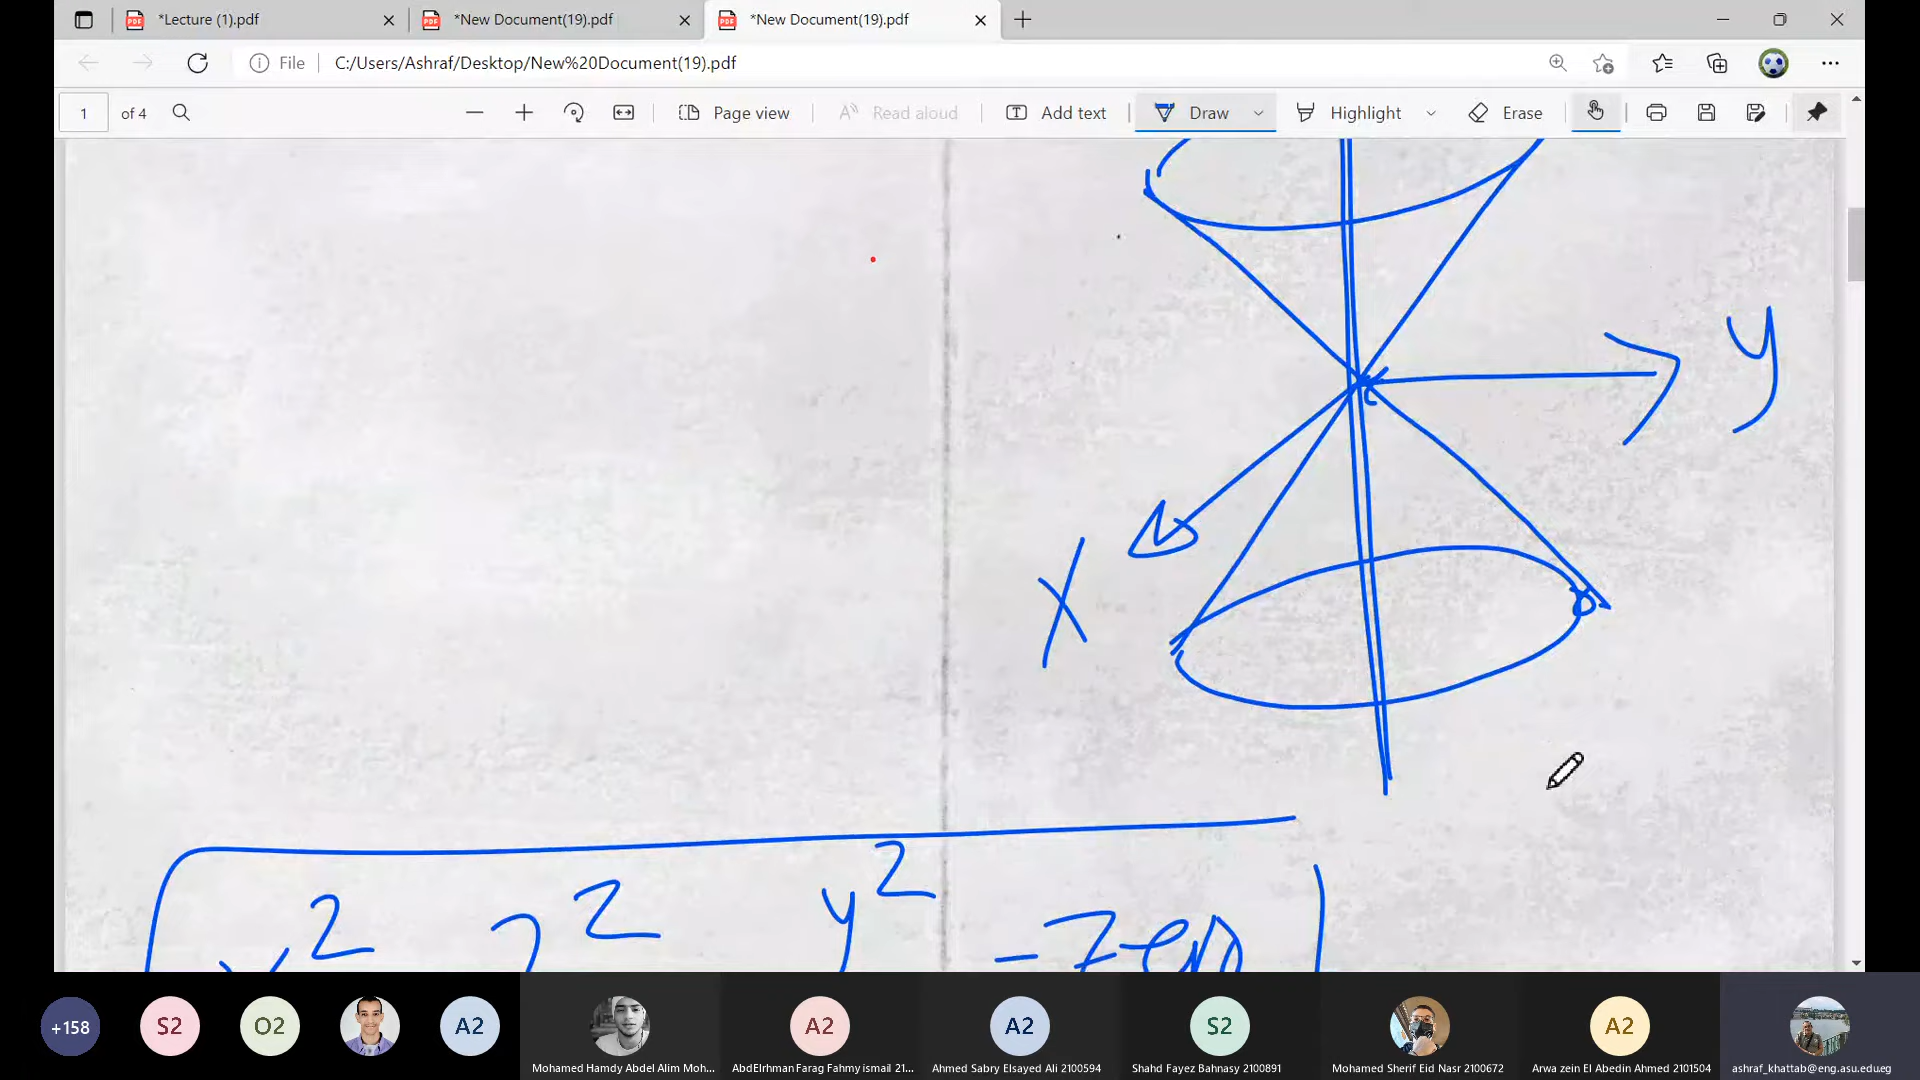 *Lecture (1).pdf
*New Document(19).pdf
*New Document(19).pdf
File
C:/Users/Ashraf/Desktop/New%20Document(19).pdf
1 of 4
Page view
Read aloud
Add text
Draw
Highlight
Erase
y
X
2 2 y2 - Zero
+158
S2
O2
A2
A2
A2
S2
A2
Mohamed Hamdy Abdel Alim Moh...
AbdElrhman Farag Fahmy ismail 21...
Ahmed Sabry Elsayed Ali 2100594
Shahd Fayez Bahnasy 2100891
Mohamed Sherif Eid Nasr 2100672
Arwa zein El Abedin Ahmed 2101504
ashraf_khattab@eng.asu.edu.eg